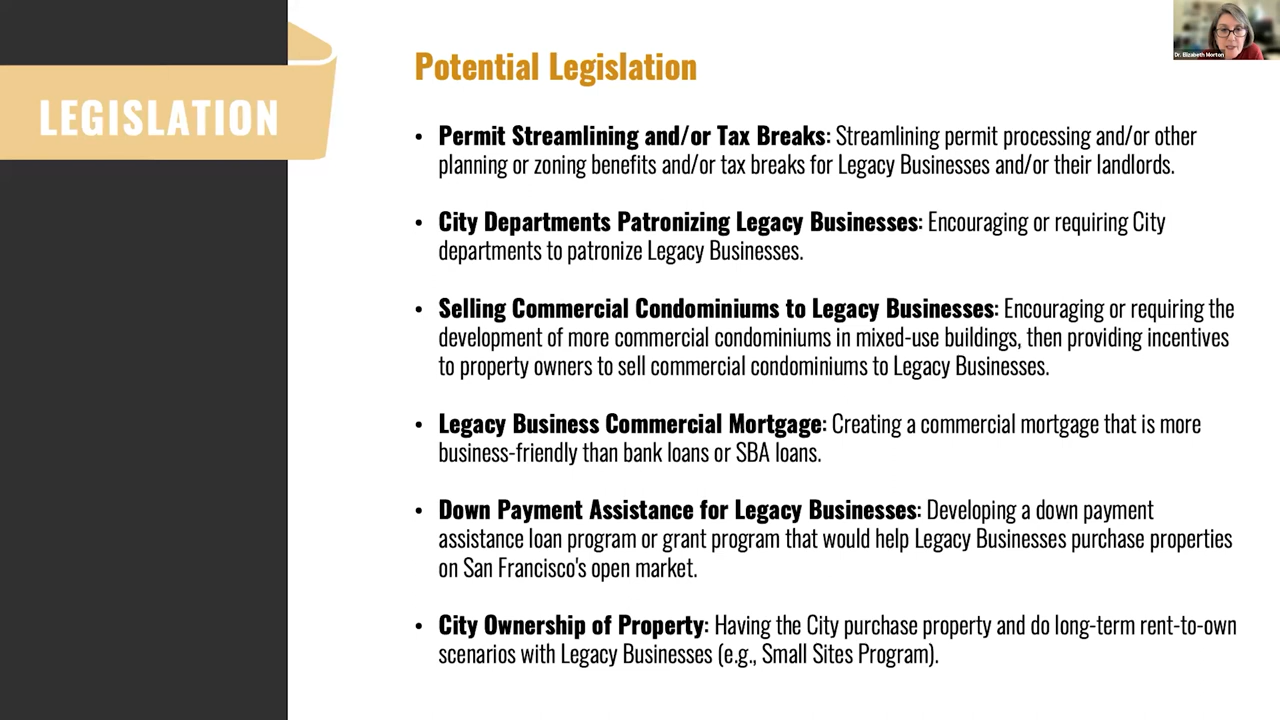 LEGISLATION
Potential Legislation
• Permit Streamlining and/or Tax Breaks: Streamlining permit processing and/or other
planning or zoning benefits and/or tax breaks for Legacy Businesses and/or their landlords.
• City Departments Patronizing Legacy Businesses: Encouraging or requiring City
departments to patronize Legacy Businesses.
• Selling Commercial Condominiums to Legacy Businesses: Encouraging or requiring the
development of more commercial condominiums in mixed-use buildings, then providing incentives
to property owners to sell commercial condominiums to Legacy Businesses.
• Legacy Business Commercial Mortgage: Creating a commercial mortgage that is more
business-friendly than bank loans or SBA loans.
• Down Payment Assistance for Legacy Businesses: Developing a down payment
assistance loan program or grant program that would help Legacy Businesses purchase properties
on San Francisco's open market.
• City Ownership of Property: Having the City purchase property and do long-term rent-to-own
scenarios with Legacy Businesses (e.g., Small Sites Program).
Dr. Elizabeth Morton